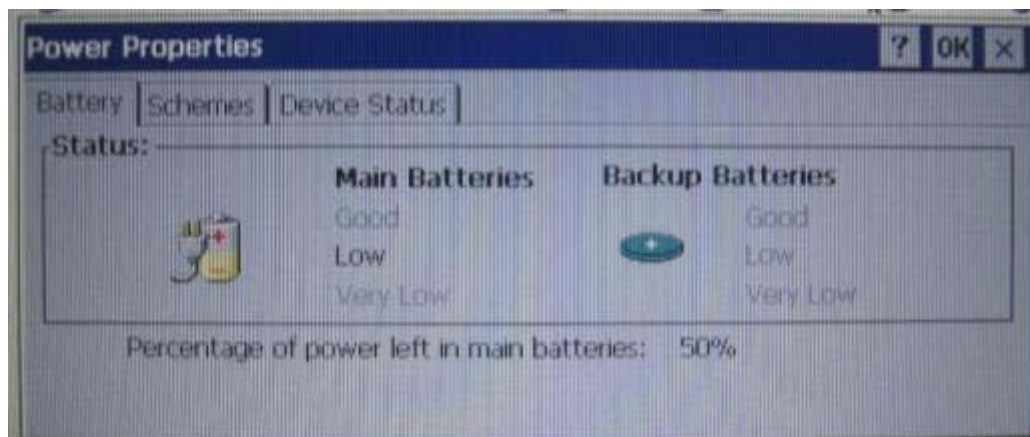 Power Properties ? OK ×
Battery Schemes Device Status
Status:
Main Batteries Backup Batteries
Good Good
Low Low
Very Low Very Low
Percentage of power left in main batteries: 50%